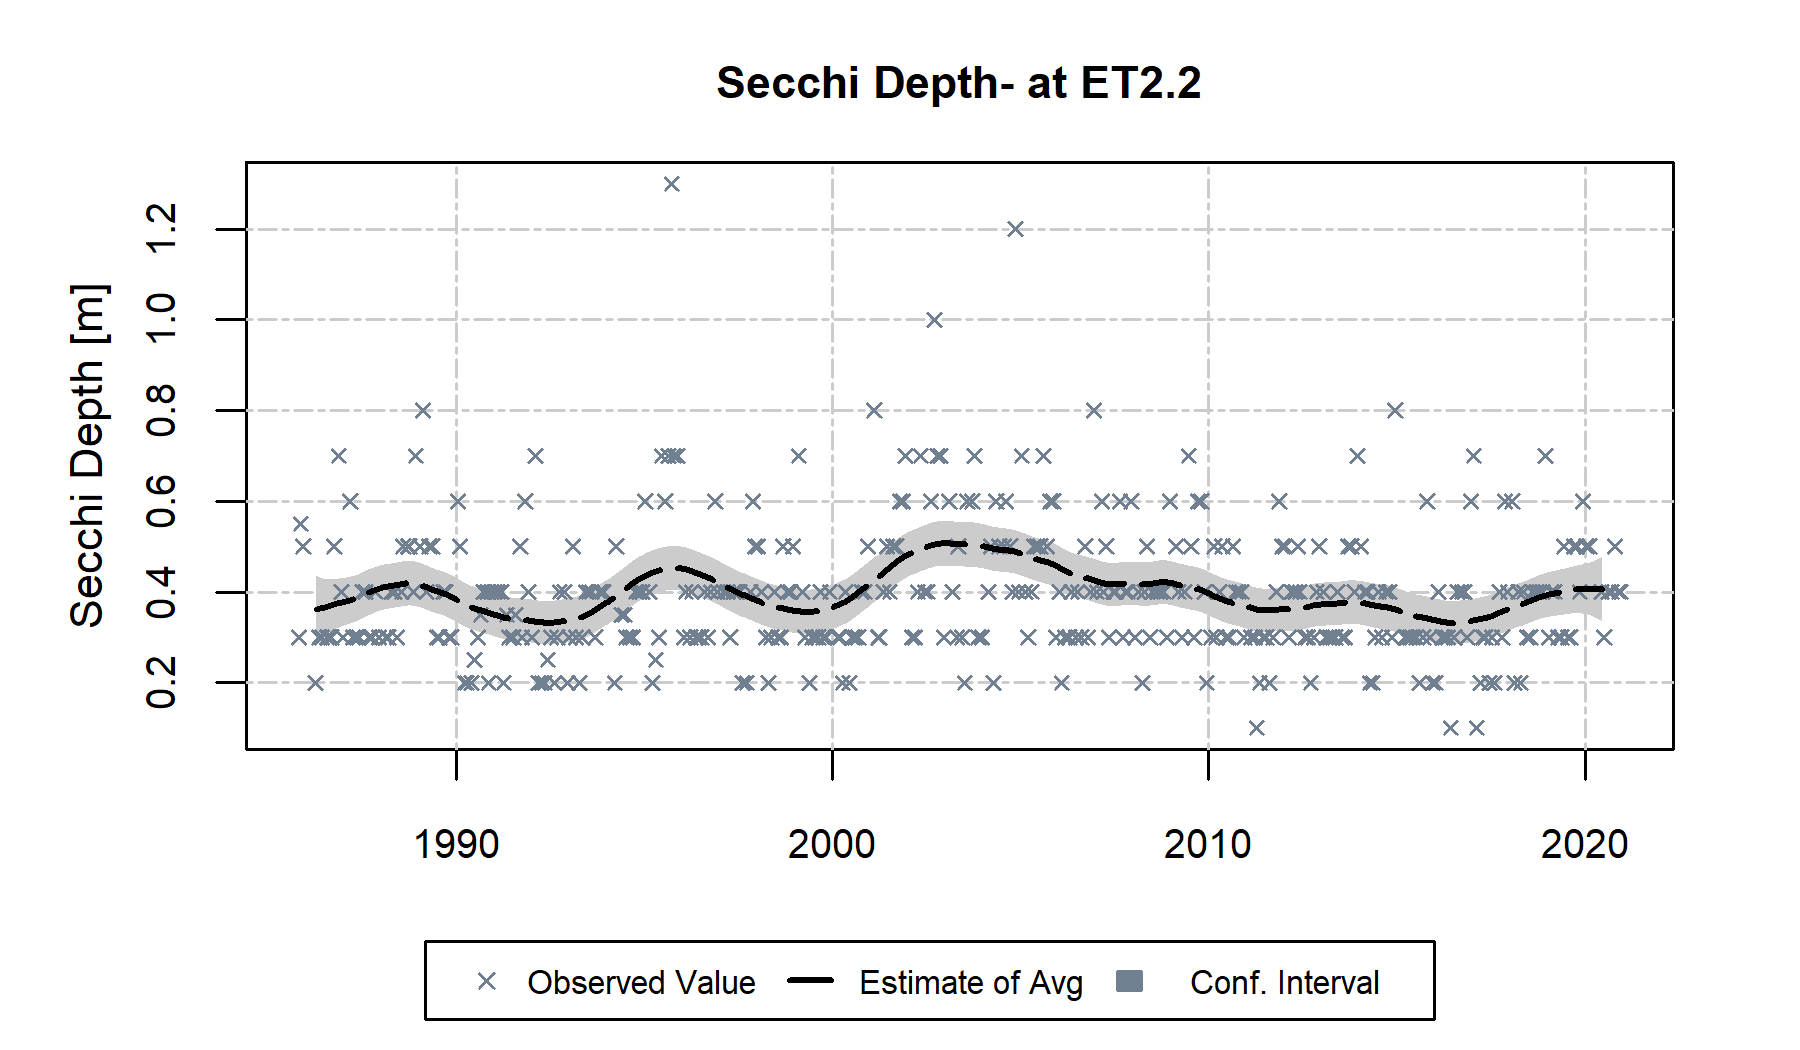 Secchi Depth- at ET2.2
Secchi Depth [m]
1.2
1.0
0.8
0.6
0.4
0.2
1990 2000 2010 2020
Observed Value Estimate of Avg Conf. Interval